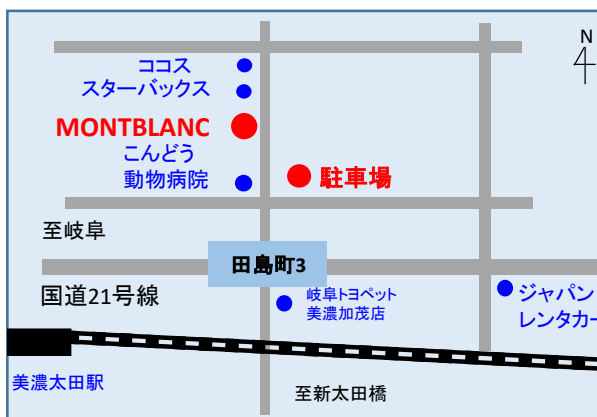 N
ココス
スターバックス
MONTBLANC
こんどう
動物病院
駐車場
至岐阜
田島町3
国道21号線
岐阜トヨペット
美濃加茂店
ジャパン
レンタカー
美濃太田駅
至新太田橋